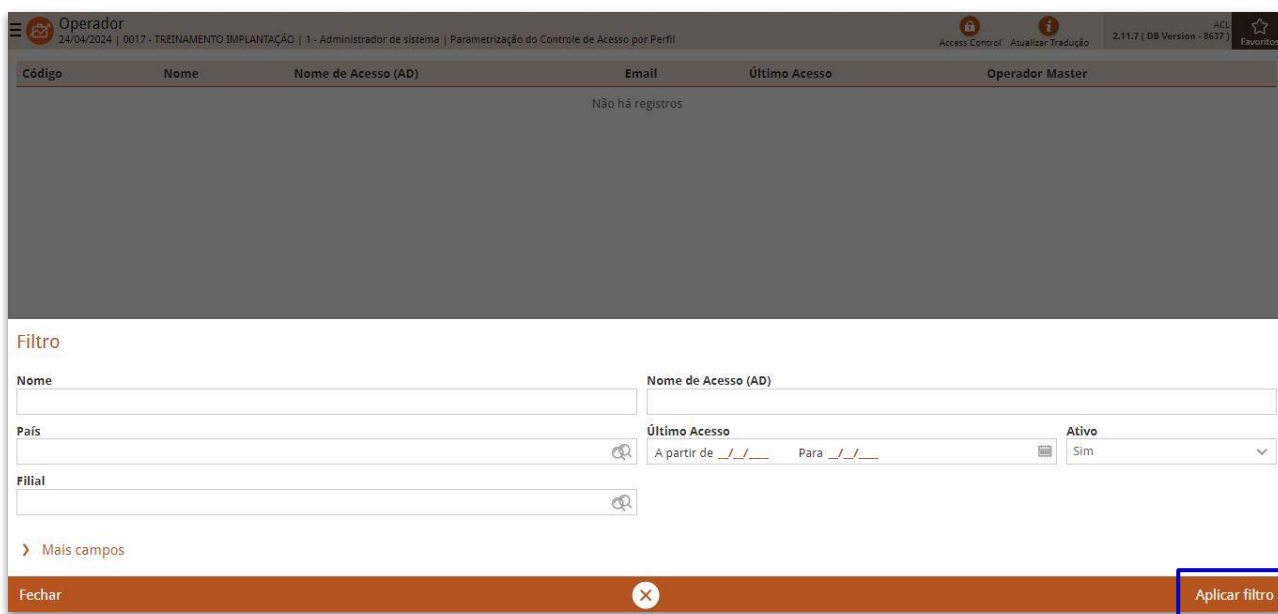 Operador
24/04/2024 | 0017 - TREINAMENTO IMPLANTAÇÃO | 1 - Administrador de sistema | Parametrização do Controle de Acesso por Perfil
Access Control Atualizar Tradução
ACL
2.11.7 ( DB Version - 8637 )
Favoritos
Código Nome Nome de Acesso (AD) Email Último Acesso Operador Master
Não há registros
Filtro
Nome Nome de Acesso (AD)
País Último Acesso Ativo
A partir de _/_/___ Para _/_/___ Sim
Filial
Mais campos
Fechar Aplicar filtro